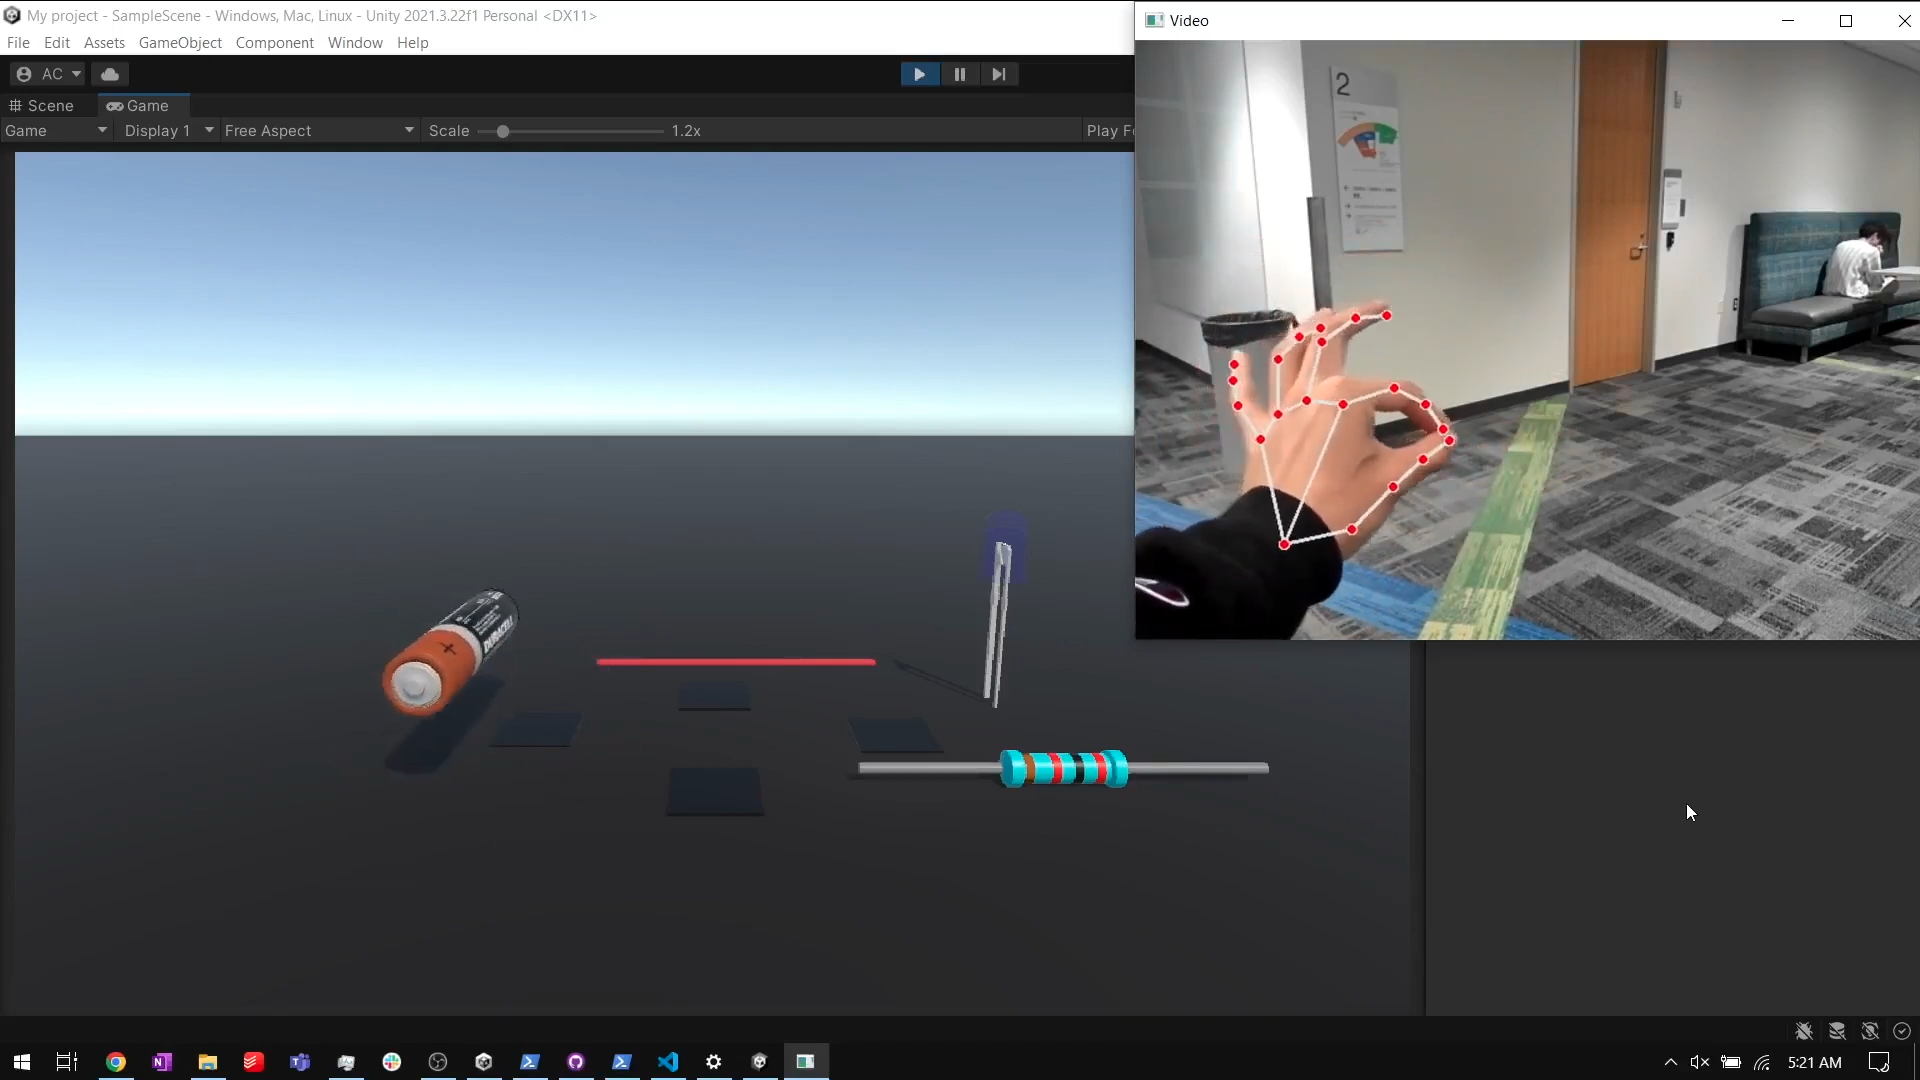 My project - SampleScene - Windows, Mac, Linux - Unity 2021.3.22f1 Personal <DX11>
Video
File Edit Assets GameObject Component Window Help
AC
Scene Game
Game Display 1 Free Aspect Scale 1.2x Play Fo
2
DURACELL
+
5:21 AM